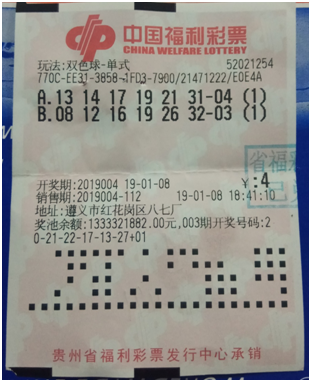 中国福利彩票
CHINA WELFARE LOTTERY
玩法:双色球-单式 52021254
770C-EE31-3858-1FD3-7900/21471222/E0E4A
A.13 14 17 19 21 31-04 (1)
B.08 12 16 19 26 32-03 (1)
省福利
开奖期:2019004 19-01-08 ¥:4
销售期:2019004-112 19-01-08 18:41:10
地址:遵义市红花岗区八七厂
奖池余额:1333321882.00元,003期开奖号码:2
0-21-22-17-13-27+01
贵州省福利彩票发行中心承销